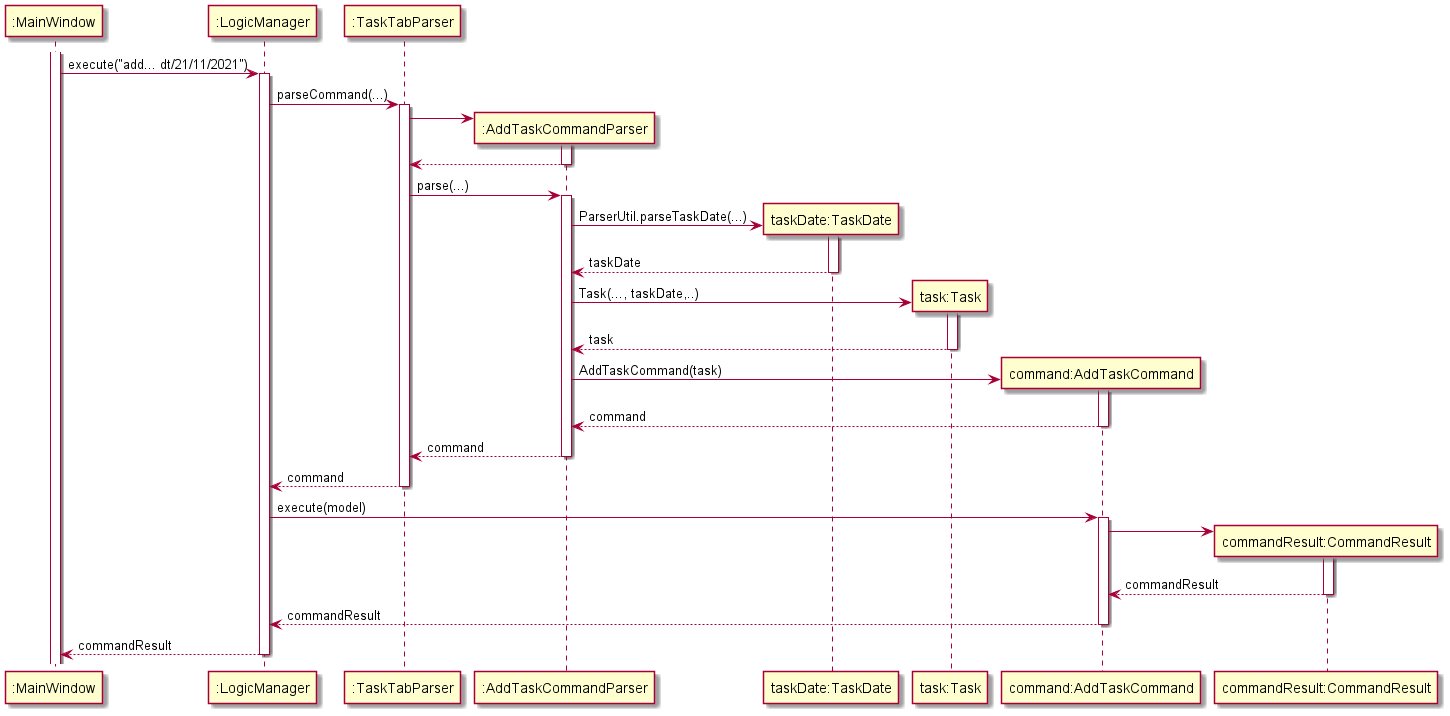 :MainWindow
:LogicManager
:TaskTabParser
execute("add... dt/21/11/2021")
parseCommand(...)
:AddTaskCommandParser
parse(...)
ParserUtil.parseTaskDate(...)
taskDate:TaskDate
taskDate
Task(..., taskDate,..)
task:Task
task
AddTaskCommand(task)
command:AddTaskCommand
command
command
command
execute(model)
commandResult:CommandResult
commandResult
commandResult
commandResult
:MainWindow
:LogicManager
:TaskTabParser
:AddTaskCommandParser
taskDate:TaskDate
task:Task
command:AddTaskCommand
commandResult:CommandResult